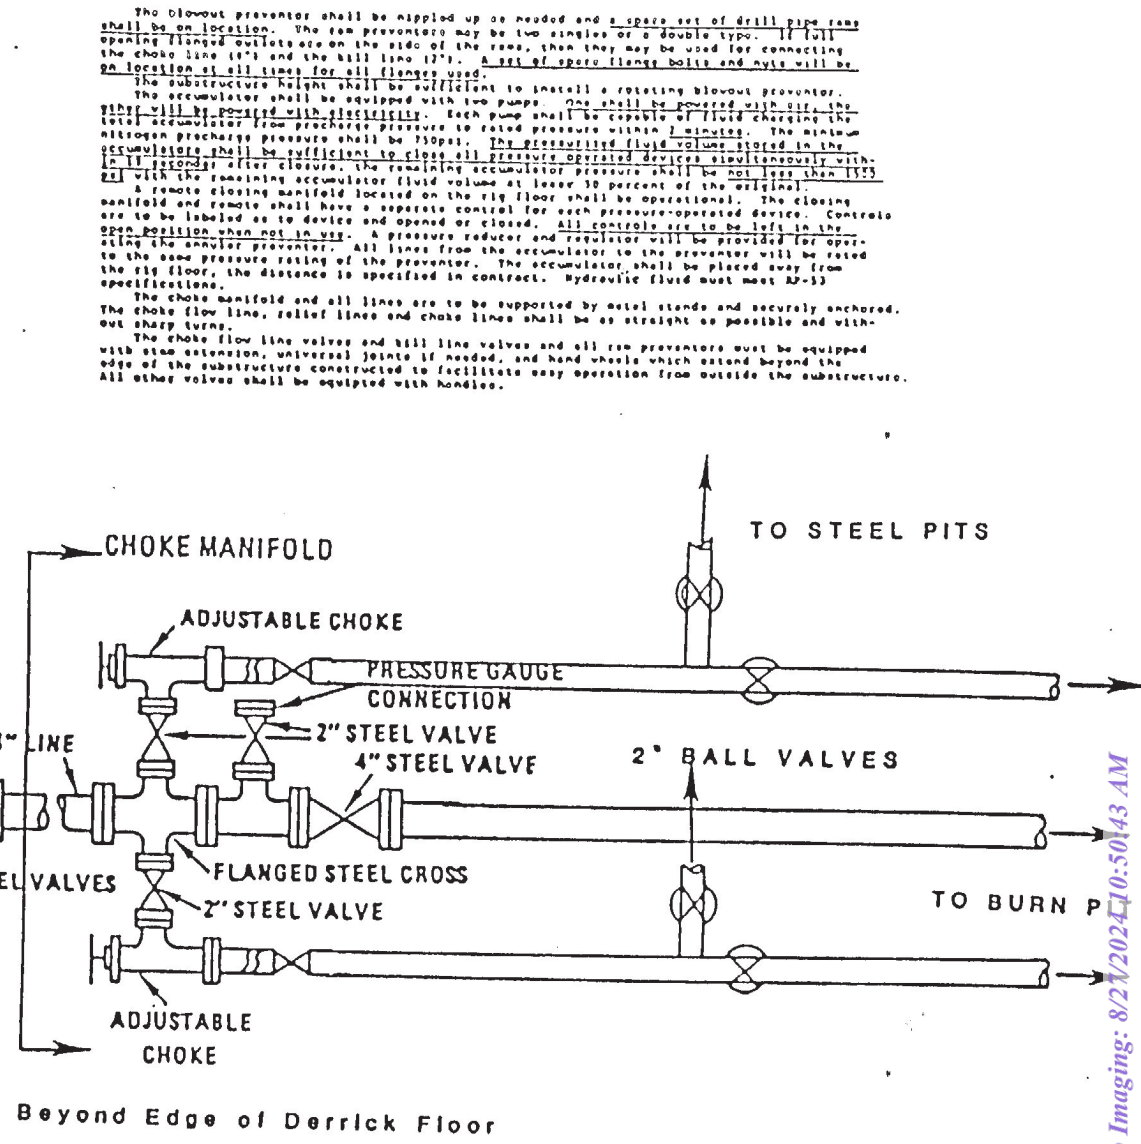 The blowout preventor shall be nippled up as needed and a spare set of drill pipe rams
shall be on location. The ram preventors may be two singles or a double type. If full
opening flanged outlets are on the side of the rams, then they may be used for connecting
the choke line (4") and the kill line (2"). A set of spare flange bolts and nuts will be
on location at all times for all flanges used.
The substructure height shall be sufficient to install a rotating blowout preventor.
The accumulator shall be equipped with two pumps. One shall be powered with air, the
other will be powered with electricity. Each pump shall be capable of fluid charging the
total accumulator from precharge pressure to rated pressure within 2 minutes. The minimum
nitrogen precharge pressure shall be 750psi. The pressurized fluid volume stored in the
accumulators shall be sufficient to close all pressure operated devices simultaneously with-
in 15 seconds after closure, the remaining accumulator pressure shall be not less than
with the remaining accumulator fluid volume at least 30 percent of the original.
A remote closing manifold located on the rig floor shall be operational. The closing
manifold and remote shall have a separate control for each pressure-operated device. Controls
are to be labeled as to device and opened or closed. All controls are to be left in the
open position when not in use. A pressure reducer and regulator will be provided for oper-
ating the annular preventer. All lines from the accumulator to the preventer will be rated
to the same pressure rating of the preventer. The accumulator shall be placed away from
the rig floor, the distance is specified in contract. Hydraulic fluid must meet
specifications.
The choke manifold and all lines are to be supported by metal stands and securely anchored.
The choke flow line, relief lines and choke lines shall be as straight as possible and with-
out sharp turns.
The choke flow line valves and kill line valves and all ram preventors must be equipped
with stem extension, universal joints if needed, and hand wheels which extend beyond the
edge of the substructure constructed to facilitate easy operation from outside the substructure.
All other valves shall be equipted with handles.
TO STEEL PITS
CHOKE MANIFOLD
ADJUSTABLE CHOKE
PRESSURE GAUGE
CONNECTION
2" STEEL VALVE
LINE
4" STEEL VALVE
2" BALL VALVES
FLANGED STEEL CROSS
VALVES
2" STEEL VALVE
TO BURN P
ADJUSTABLE
CHOKE
Beyond Edge of Derrick Floor
Imaging: 8/27/2024 10:50:43 AM